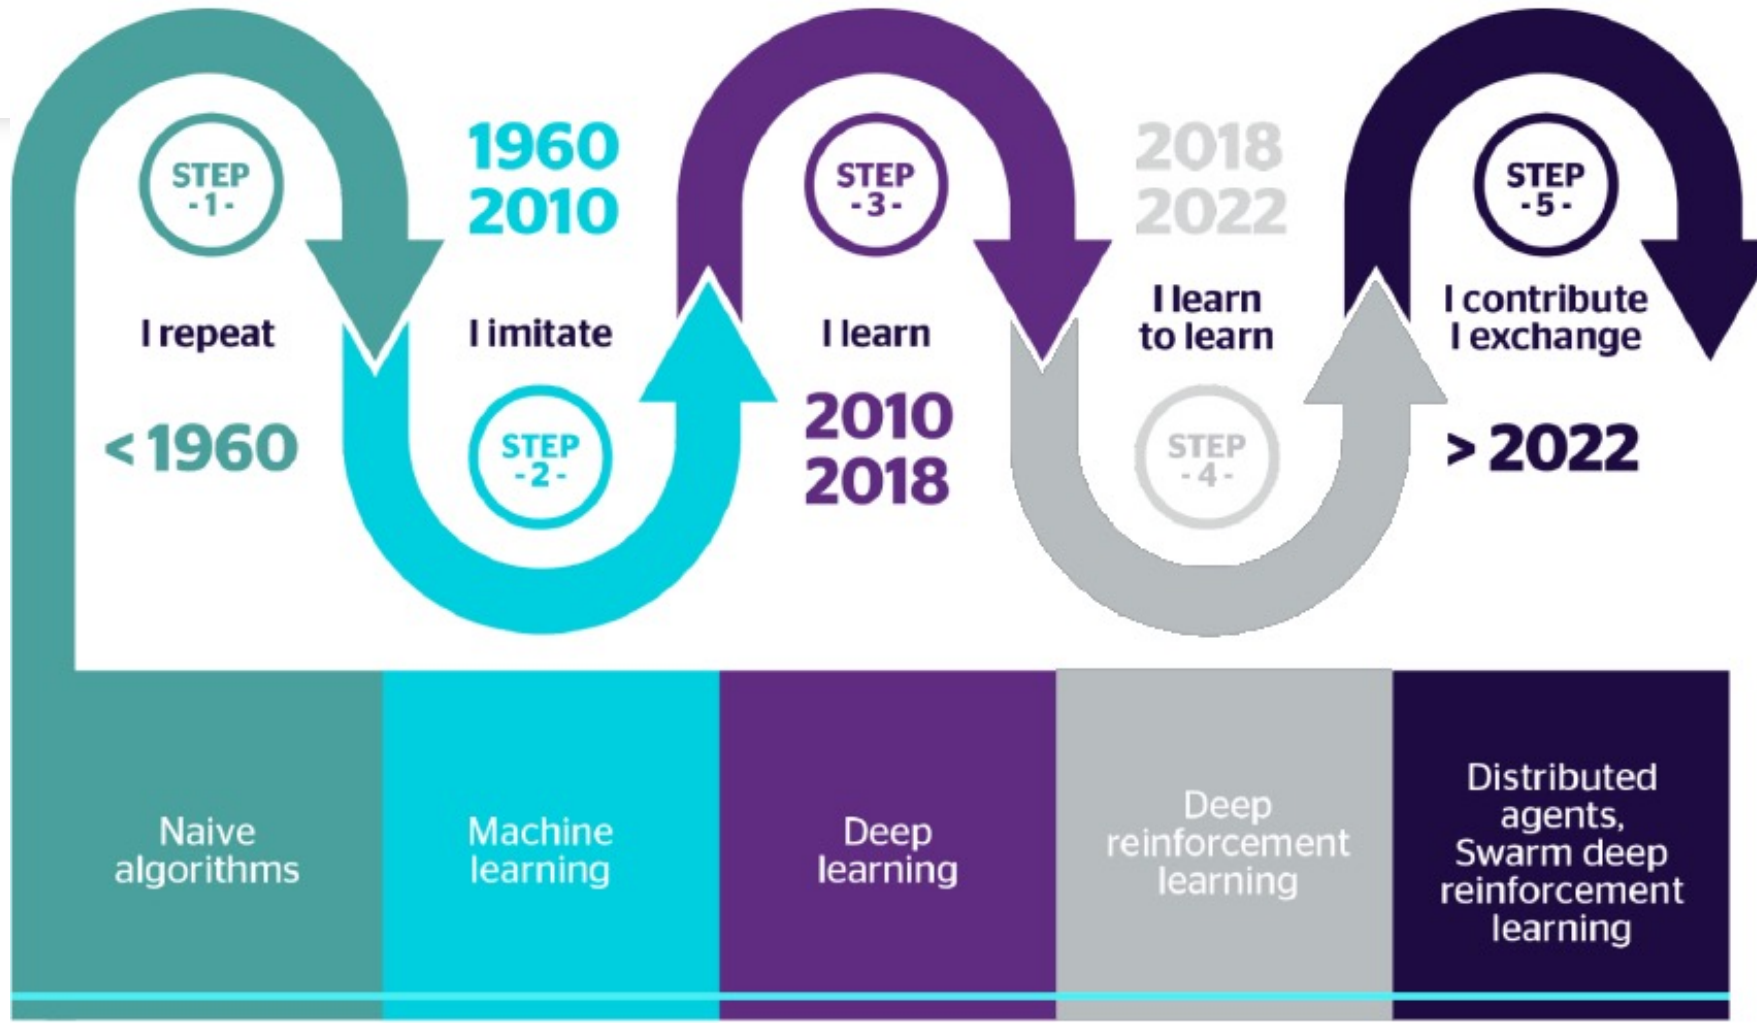 STEP
- 1 -
I repeat
< 1960
1960
2010
I imitate
STEP
- 2 -
STEP
- 3 -
I learn
2010
2018
2018
2022
I learn
to learn
STEP
- 4 -
STEP
- 5 -
I contribute
I exchange
> 2022
Naive
algorithms
Machine
learning
Deep
learning
Deep
reinforcement
learning
Distributed
agents,
Swarm deep
reinforcement
learning